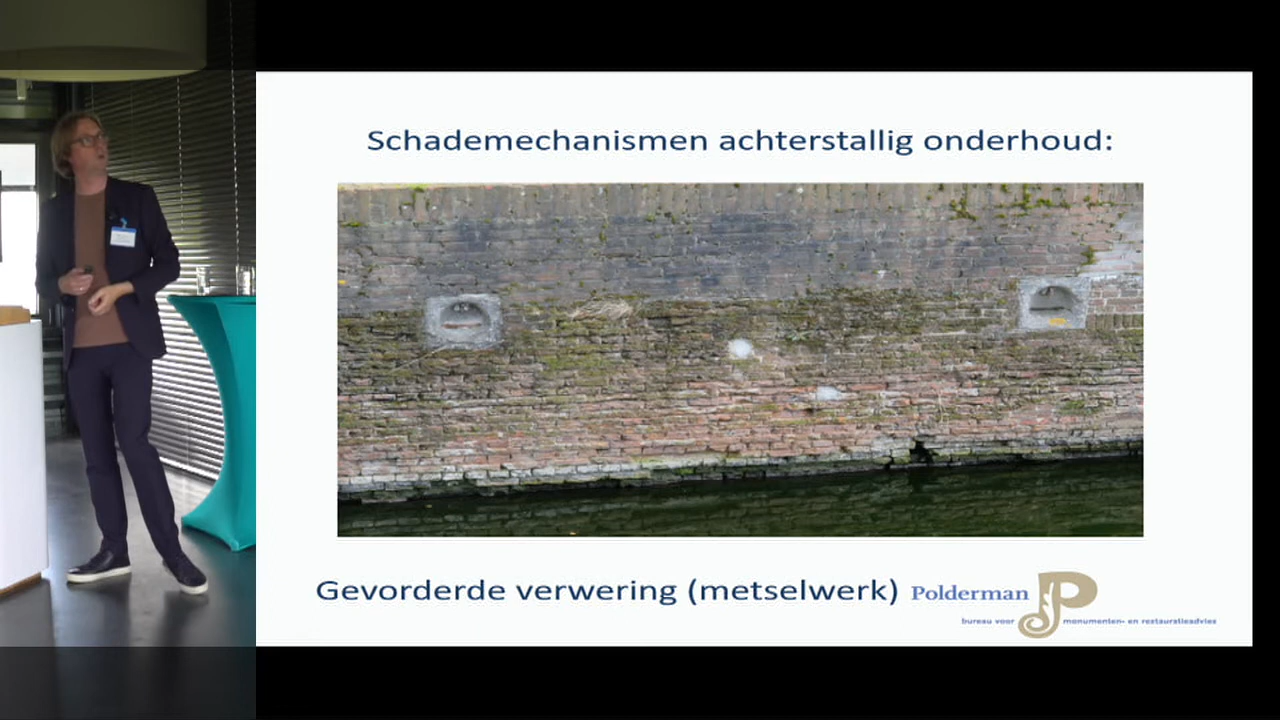 Schademechanismen achterstallig onderhoud:
Gevorderde verwering (metselwerk)
Polderman
bureau voor monumenten- en restauratieadvies